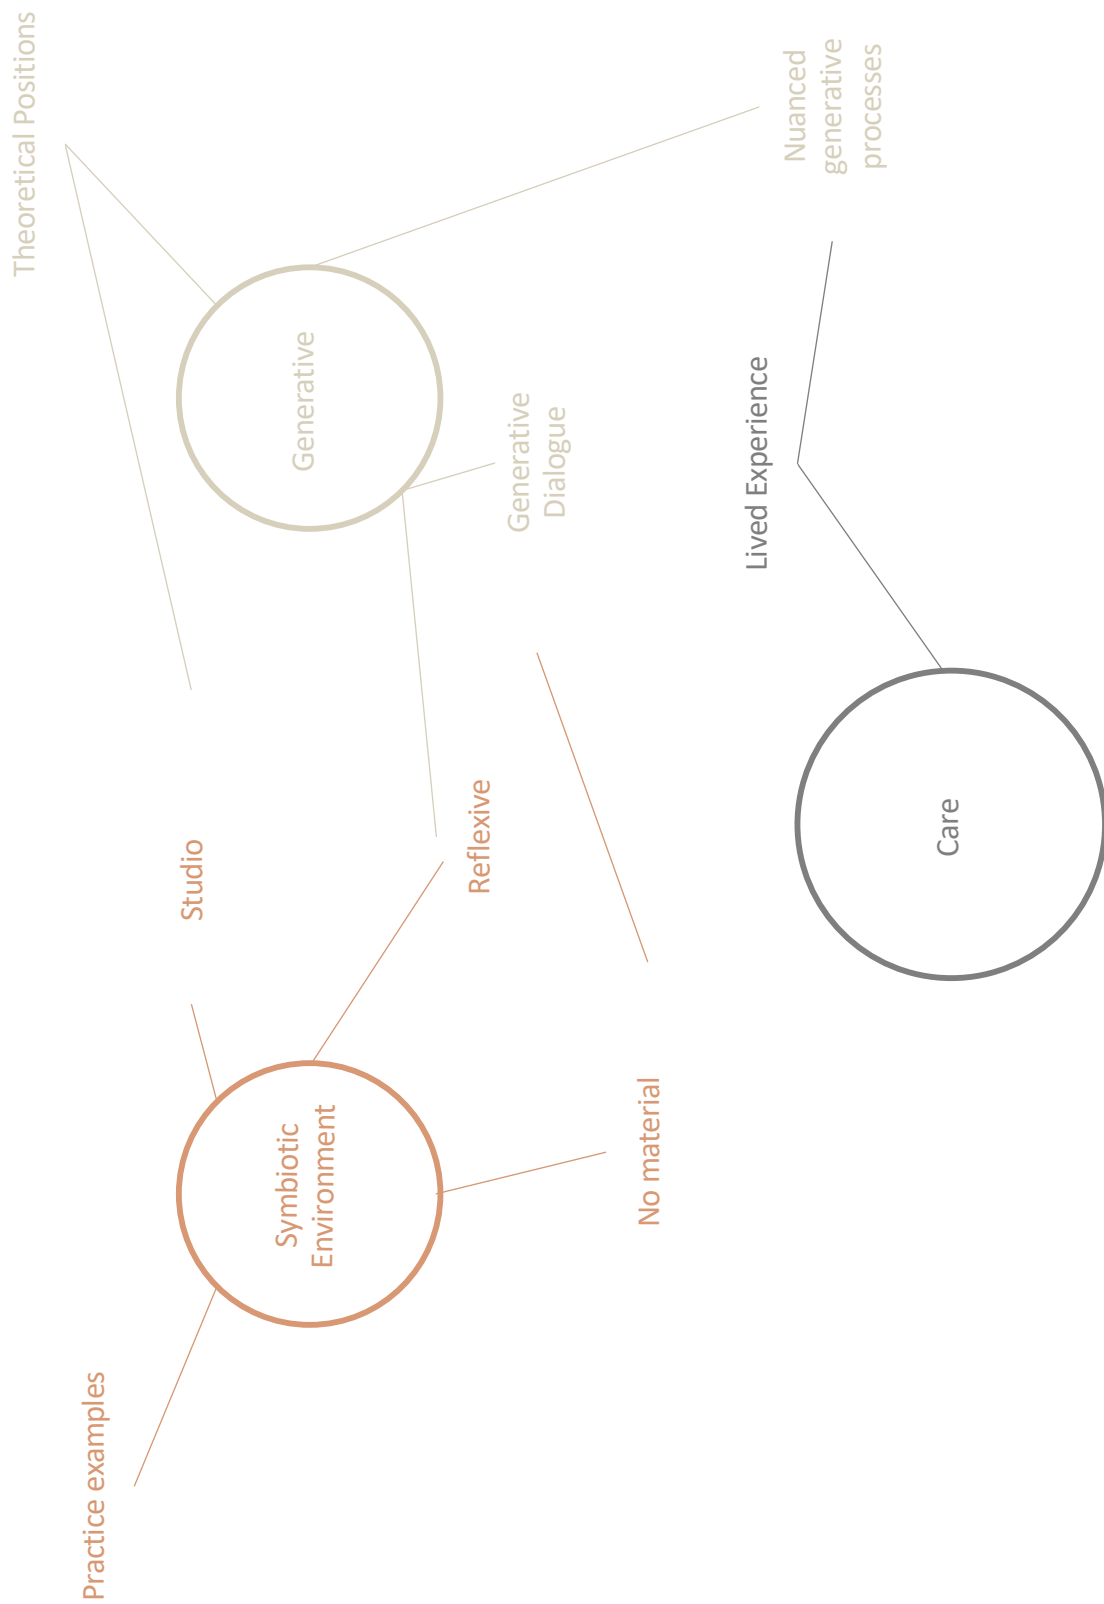 Practice examples
Symbiotic
Environment
Studio
Reflexive
No material
Theoretical Positions
Generative
Generative
Dialogue
Nuanced
generative
processes
Lived Experience
Care